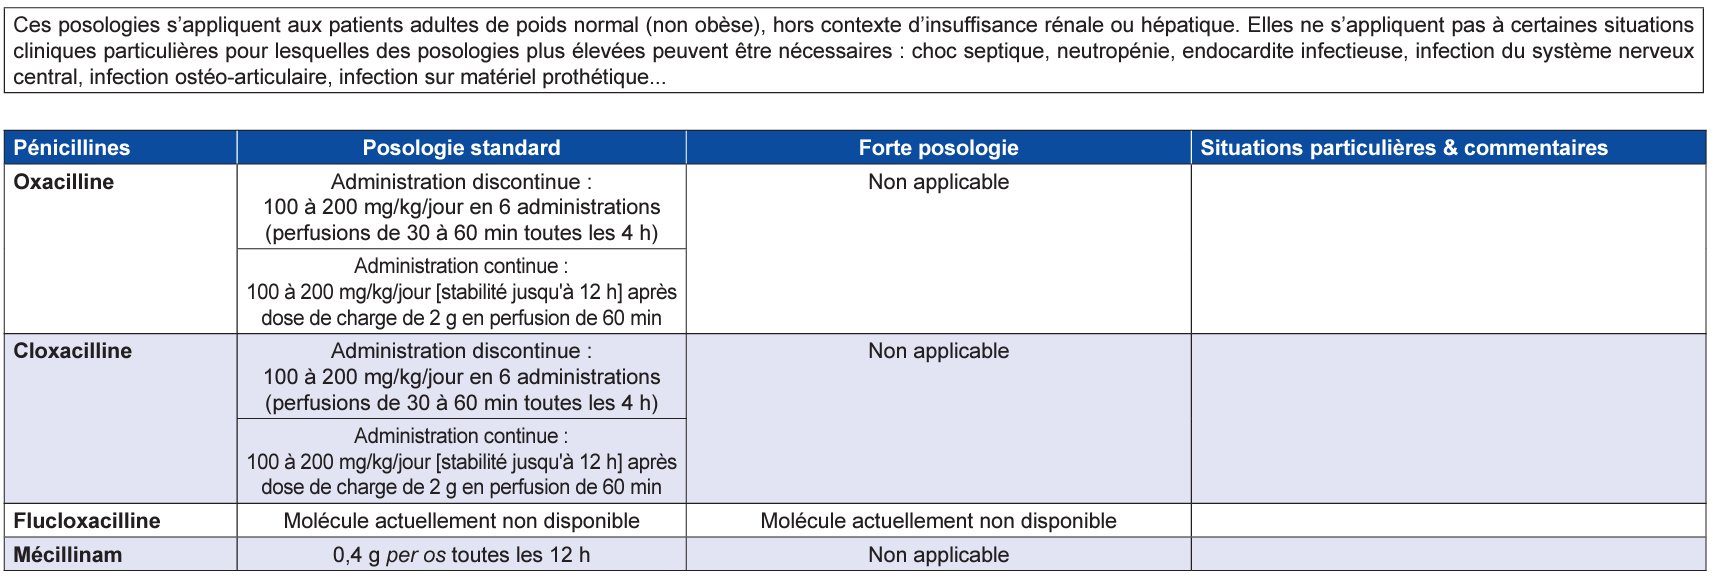 Ces posologies s’appliquent aux patients adultes de poids normal (non obèse), hors contexte d’insuffisance rénale ou hépatique. Elles ne s’appliquent pas à certaines situations
cliniques particulières pour lesquelles des posologies plus élevées peuvent être nécessaires : choc septique, neutropénie, endocardite infectieuse, infection du système nerveux
central, infection ostéo-articulaire, infection sur matériel prothétique...
Pénicillines Posologie standard Forte posologie Situations particulières & commentaires
Oxacilline Administration discontinue : Non applicable
100 à 200 mg/kg/jour en 6 administrations
(perfusions de 30 à 60 min toutes les 4 h)
Administration continue :
100 à 200 mg/kg/jour [stabilité jusqu'à 12 h] après
dose de charge de 2 g en perfusion de 60 min
Cloxacilline Administration discontinue : Non applicable
100 à 200 mg/kg/jour en 6 administrations
(perfusions de 30 à 60 min toutes les 4 h)
Administration continue :
100 à 200 mg/kg/jour [stabilité jusqu'à 12 h] après
dose de charge de 2 g en perfusion de 60 min
Flucloxacilline Molécule actuellement non disponible Molécule actuellement non disponible
Mécillinam 0,4 g per os toutes les 12 h Non applicable